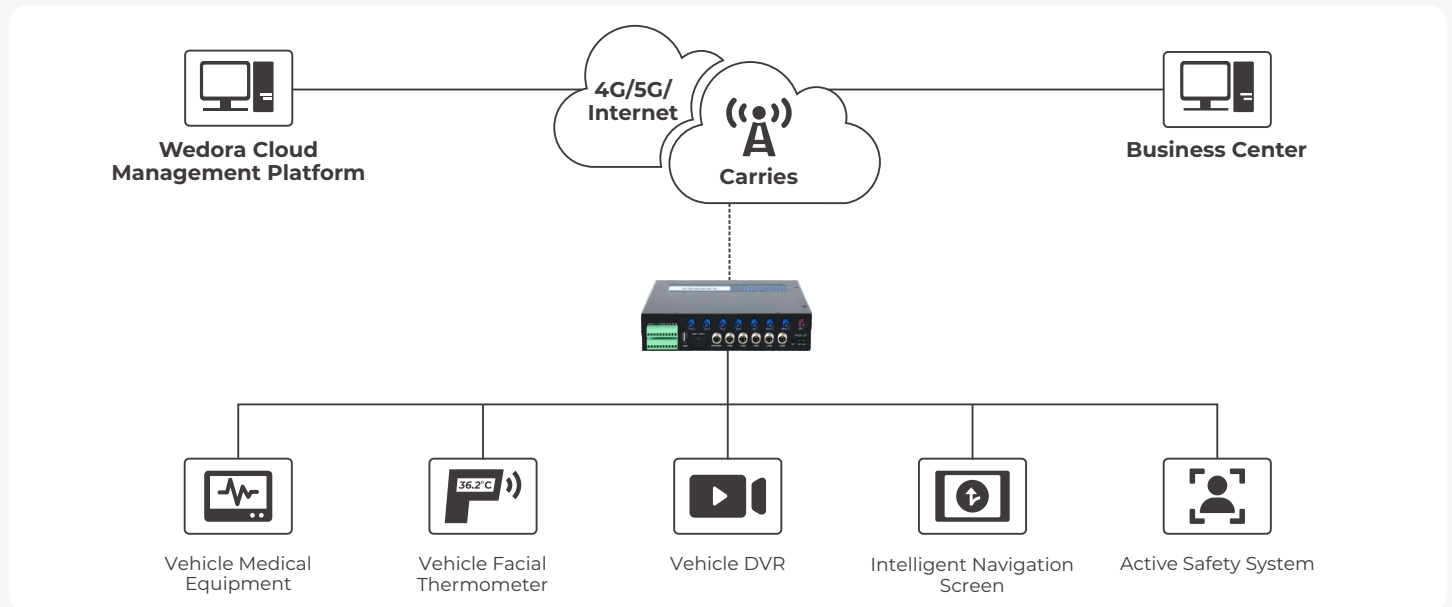 4G/5G/
Internet
Carries
Wedora Cloud
Management Platform
Business Center
36.2°C
Vehicle Medical
Equipment
Vehicle Facial
Thermometer
Vehicle DVR
Intelligent Navigation
Screen
Active Safety System